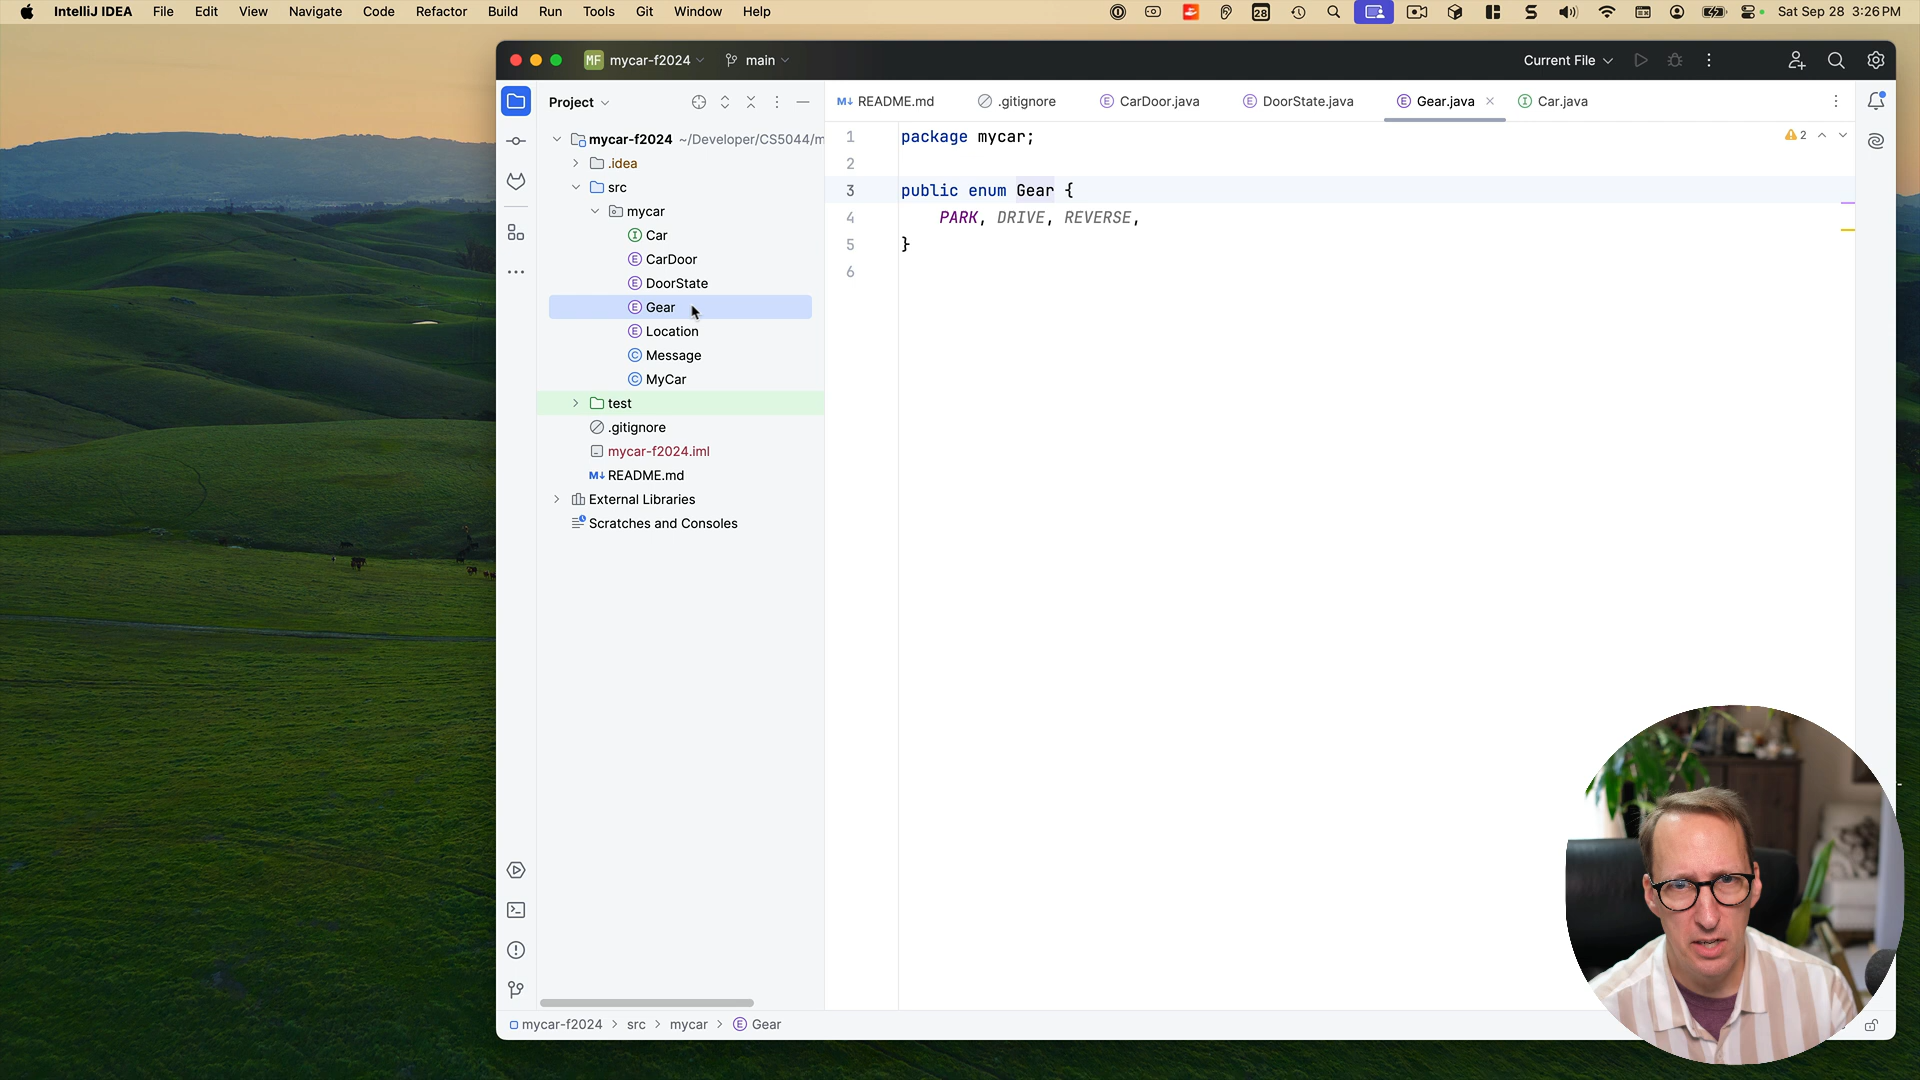 IntelliJ IDEA File Edit View Navigate Code Refactor Build Run Tools Git Window Help 28 Sat Sep 28 3:26 PM
MF mycar-f2024 main Current File
Project
README.md .gitignore CarDoor.java DoorState.java Gear.java Car.java
mycar-f2024 ~/Developer/CS5044/m
.idea
src
mycar
Car
CarDoor
DoorState
Gear
Location
Message
MyCar
test
.gitignore
mycar-f2024.iml
README.md
External Libraries
Scratches and Consoles
1 package mycar;
2
2
3 public enum Gear {
4 PARK, DRIVE, REVERSE,
5 }
6
mycar-f2024 > src > mycar > Gear